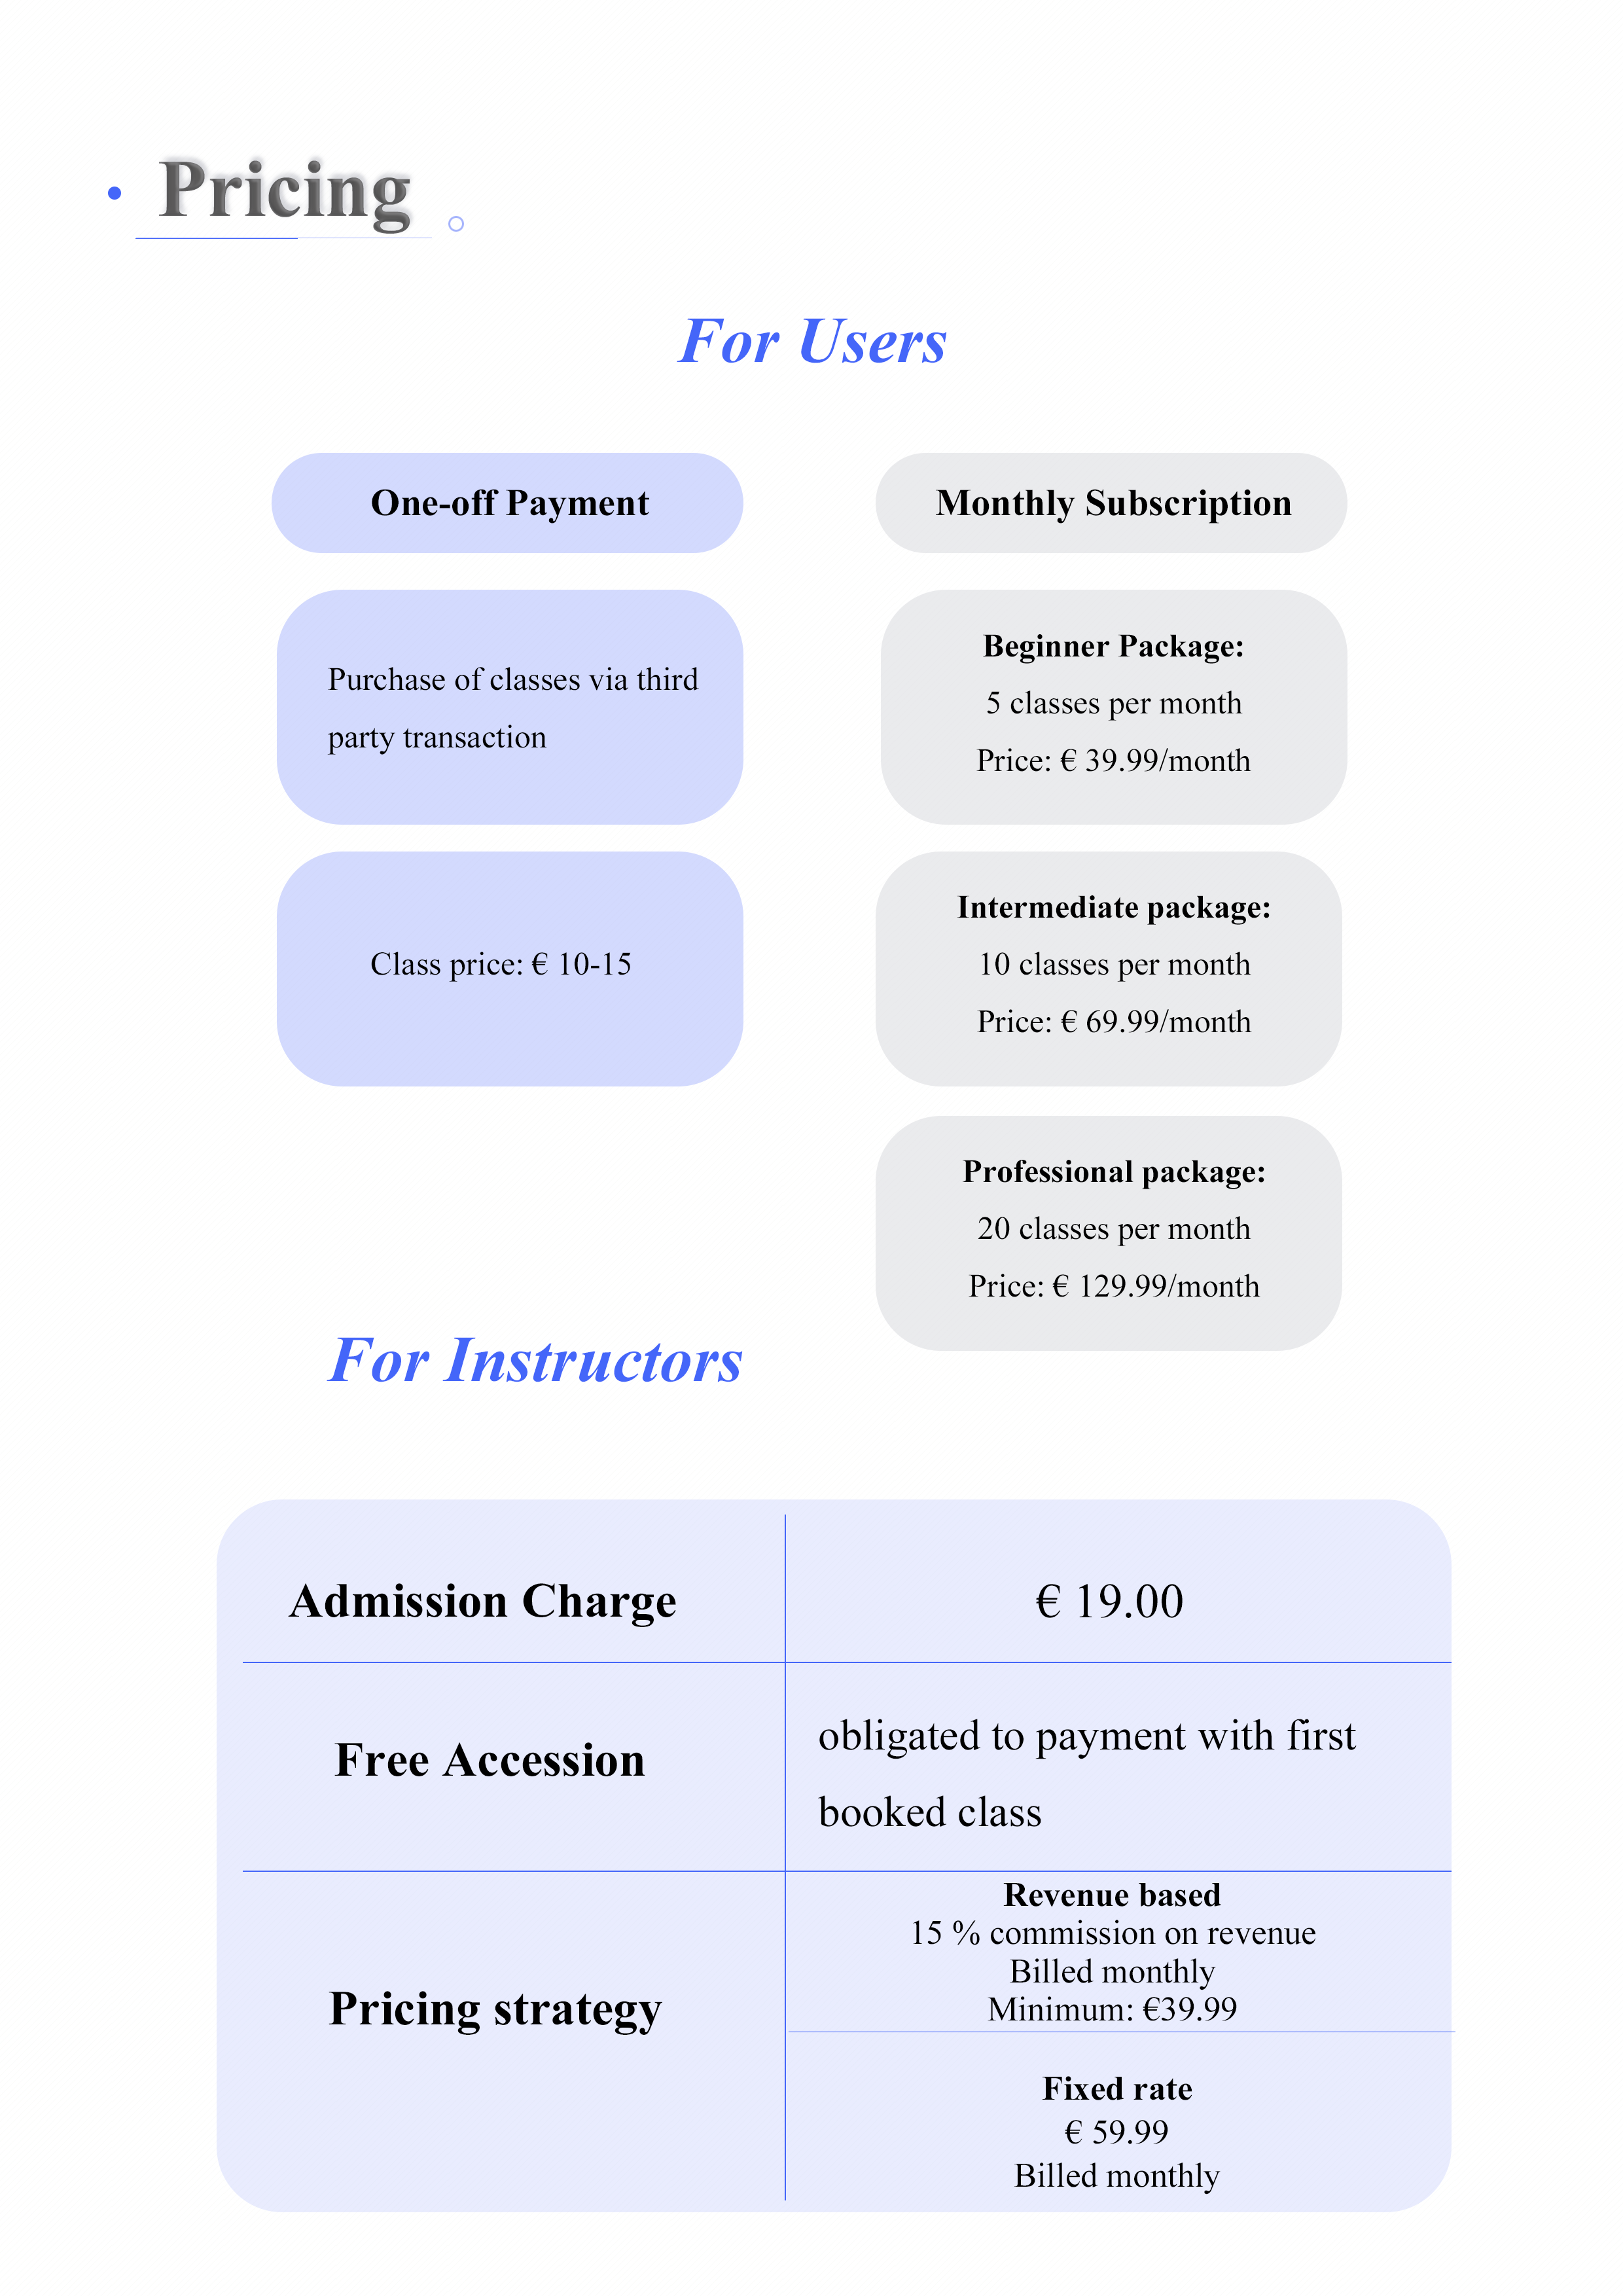 Pricing
For Users
One-off Payment
Purchase of classes via third
party transaction
Class price: € 10-15
Monthly Subscription
Beginner Package:
5 classes per month
Price: € 39.99/month
Intermediate package:
10 classes per month
Price: € 69.99/month
Professional package:
20 classes per month
Price: € 129.99/month
For Instructors
Admission Charge
€ 19.00
Free Accession
obligated to payment with first
booked class
Pricing strategy
Revenue based
15 % commission on revenue
Billed monthly
Minimum: €39.99
Fixed rate
€ 59.99
Billed monthly